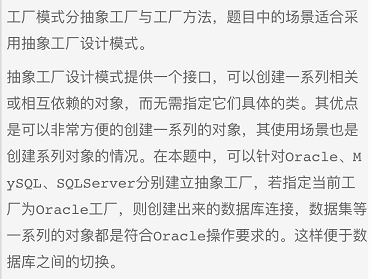 工厂模式分抽象工厂与工厂方法，题目中的场景适合采
用抽象工厂设计模式。
抽象工厂设计模式提供一个接口，可以创建一系列相关
或相互依赖的对象，而无需指定它们具体的类。其优点
是可以非常方便的创建一系列的对象，其使用场景也是
创建系列对象的情况。在本题中，可以针对Oracle、M
ySQL、SQLServer分别建立抽象工厂，若指定当前工
厂为Oracle工厂，则创建出来的数据库连接，数据集等
一系列的对象都是符合Oracle操作要求的。这样便于数
据库之间的切换。